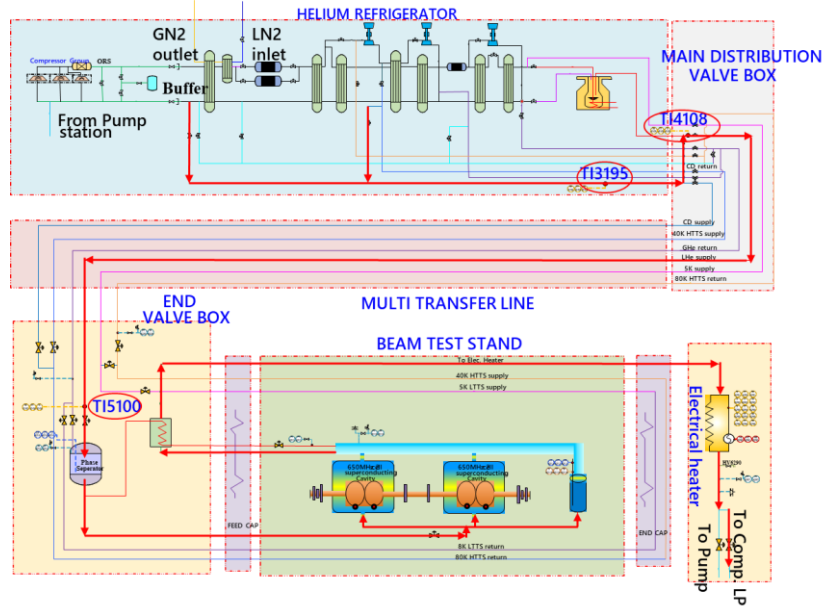 HELIUM REFRIGERATOR
GN2
outlet
LN2
inlet
Compressor Group
ORS
Buffer
From Pump
station
MAIN DISTRIBUTION
VALVE BOX
TI4108
TI3195
CD return
CD supply
40K HTTS supply
GHe return
LHe supply
5K supply
80K HTTS return
END
VALVE BOX
MULTI TRANSFER LINE
BEAM TEST STAND
To Elec. Heater
40K HTTS supply
5K LTTS supply
TI5100
Phase
Seperator
650MHz
superconducting
Cavity
650MHz
superconducting
Cavity
FEED CAP
END CAP
8K LTTS return
80K HTTS return
Electrical heater
To Pump
To Comp. LP